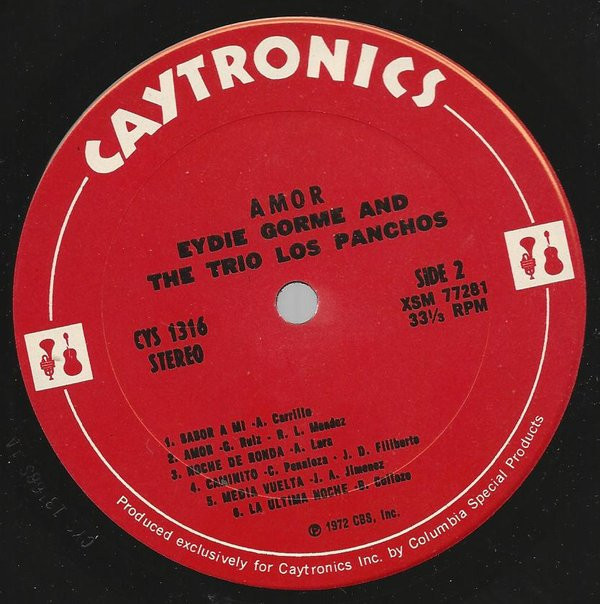 CAYTRONICS
AMOR
EYDIE GORME AND
THE TRIO LOS PANCHOS
CYS 1316
STEREO
SIDE 2
XSM 77281
33⅓ RPM
1. SABOR A MI -A. Carrillo
2. AMOR -G. Ruiz - R. L. Mendez
3. NOCHE DE RONDA -A. Lara
4. CAMINITO -C. Penaloza - J. D. Filiberto
5. MEDIA VUELTA -J. A. Jimenez
6. LA ULTIMA NOCHE -B. Collazo
℗ 1972 CBS, Inc.
Produced exclusively for Caytronics Inc. by Columbia Special Products